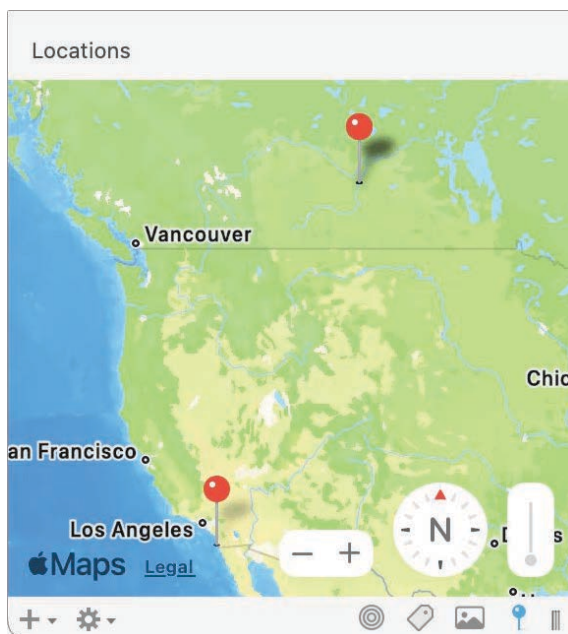 Locations
Vancouver
Chic
an Francisco
Los Angeles
N
Maps
Legal